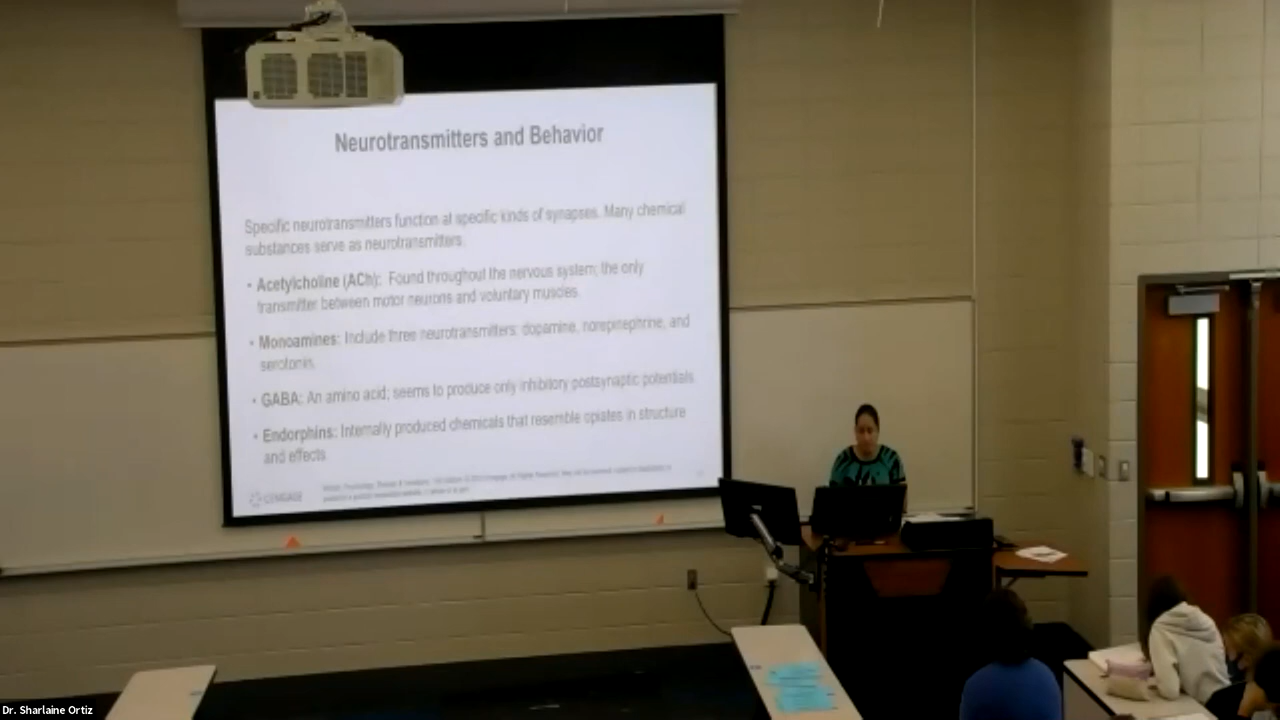 Neurotransmitters and Behavior
Specific neurotransmitters function at specific kinds of synapses. Many chemical
substances serve as neurotransmitters.
• Acetylcholine (ACh): Found throughout the nervous system; the only
transmitter between motor neurons and voluntary muscles.
• Monoamines: Include three neurotransmitters: dopamine, norepinephrine, and
serotonin.
• GABA: An amino acid; seems to produce only inhibitory postsynaptic potentials.
• Endorphins: Internally produced chemicals that resemble opiates in structure
and effects.
CENGAGE
Dr. Sharlaine Ortiz